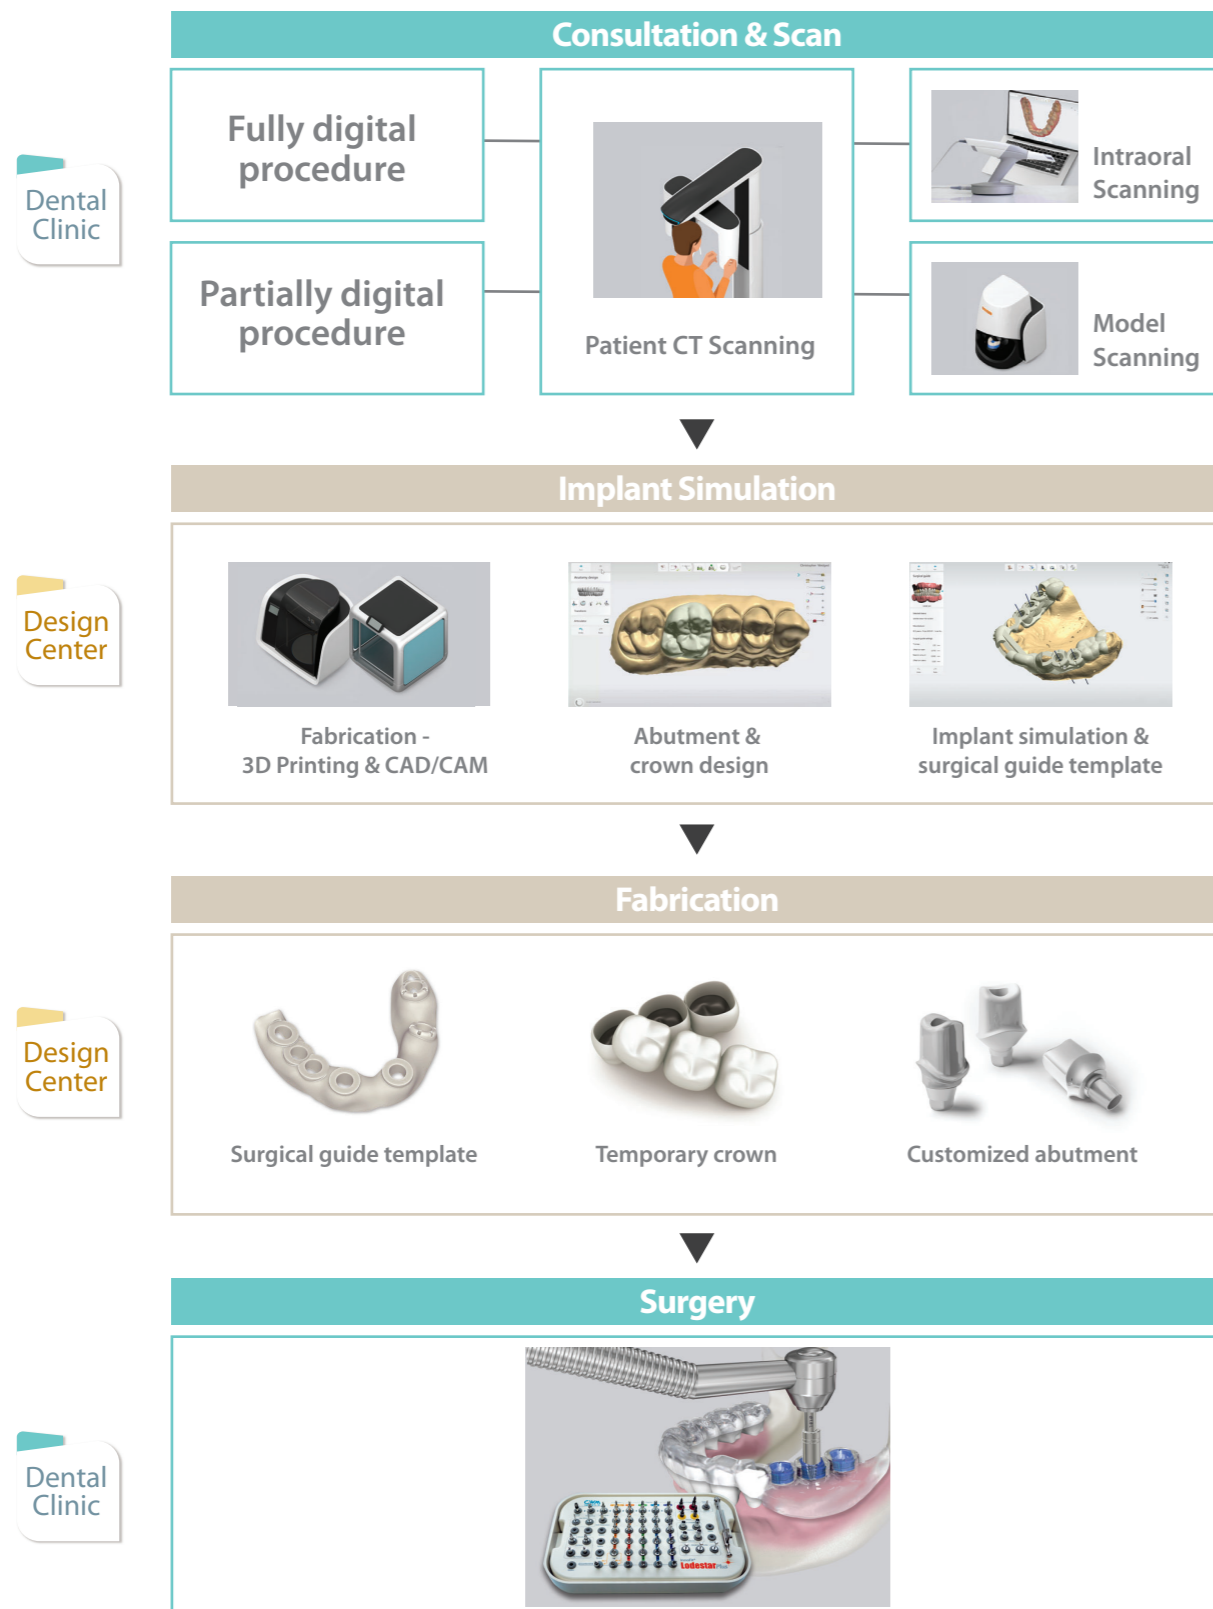 Consultation & Scan
Dental
Clinic
Fully digital
procedure
Partially digital
procedure
Patient CT Scanning
Intraoral
Scanning
Model
Scanning
Implant Simulation
Design
Center
Fabrication -
3D Printing & CAD/CAM
Abutment &
crown design
Implant simulation &
surgical guide template
Fabrication
Design
Center
Surgical guide template
Temporary crown
Customized abutment
Surgery
Dental
Clinic
LodestarPlus